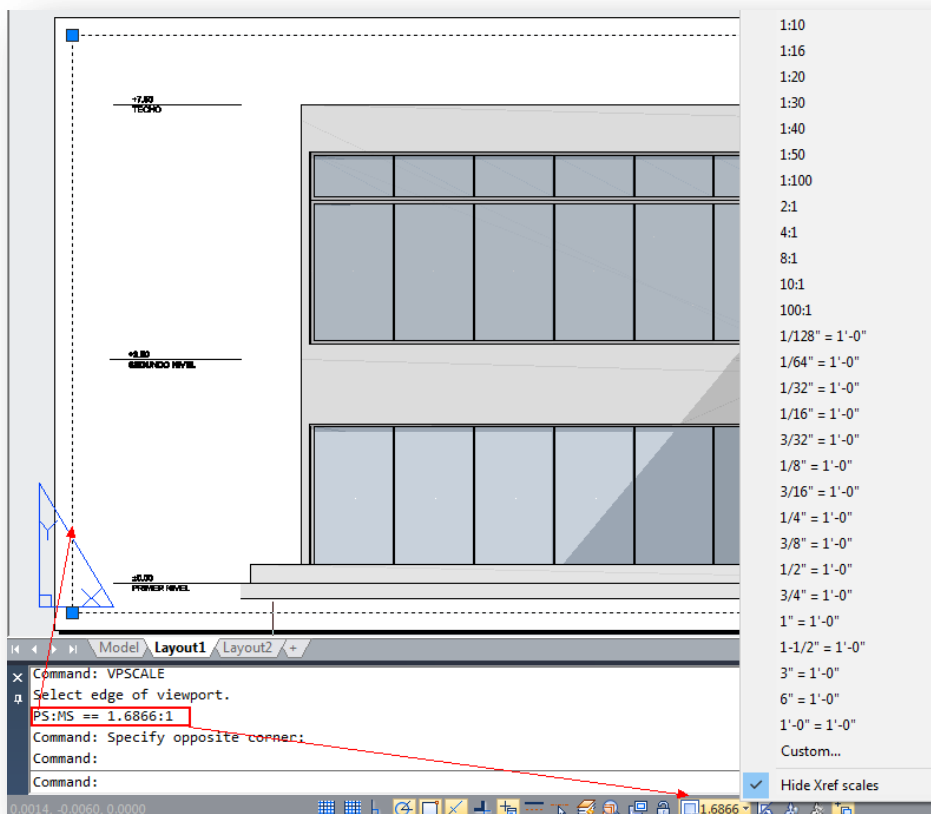 +7.50
TECHO
SEGUNDO NIVEL
±0.00
PRIMER NIVEL
Y
X
Model
Layout1
Layout2
+
Command: VPSCALE
Select edge of viewport.
PS:MS == 1.6866:1
Command: Specify opposite corner:
Command:
Command:
0.0014, -0.0060, 0.0000
1.6866
1:10
1:16
1:20
1:30
1:40
1:50
1:100
2:1
4:1
8:1
10:1
100:1
1/128" = 1'-0"
1/64" = 1'-0"
1/32" = 1'-0"
1/16" = 1'-0"
3/32" = 1'-0"
1/8" = 1'-0"
3/16" = 1'-0"
1/4" = 1'-0"
3/8" = 1'-0"
1/2" = 1'-0"
3/4" = 1'-0"
1" = 1'-0"
1-1/2" = 1'-0"
3" = 1'-0"
6" = 1'-0"
1'-0" = 1'-0"
Custom...
Hide Xref scales